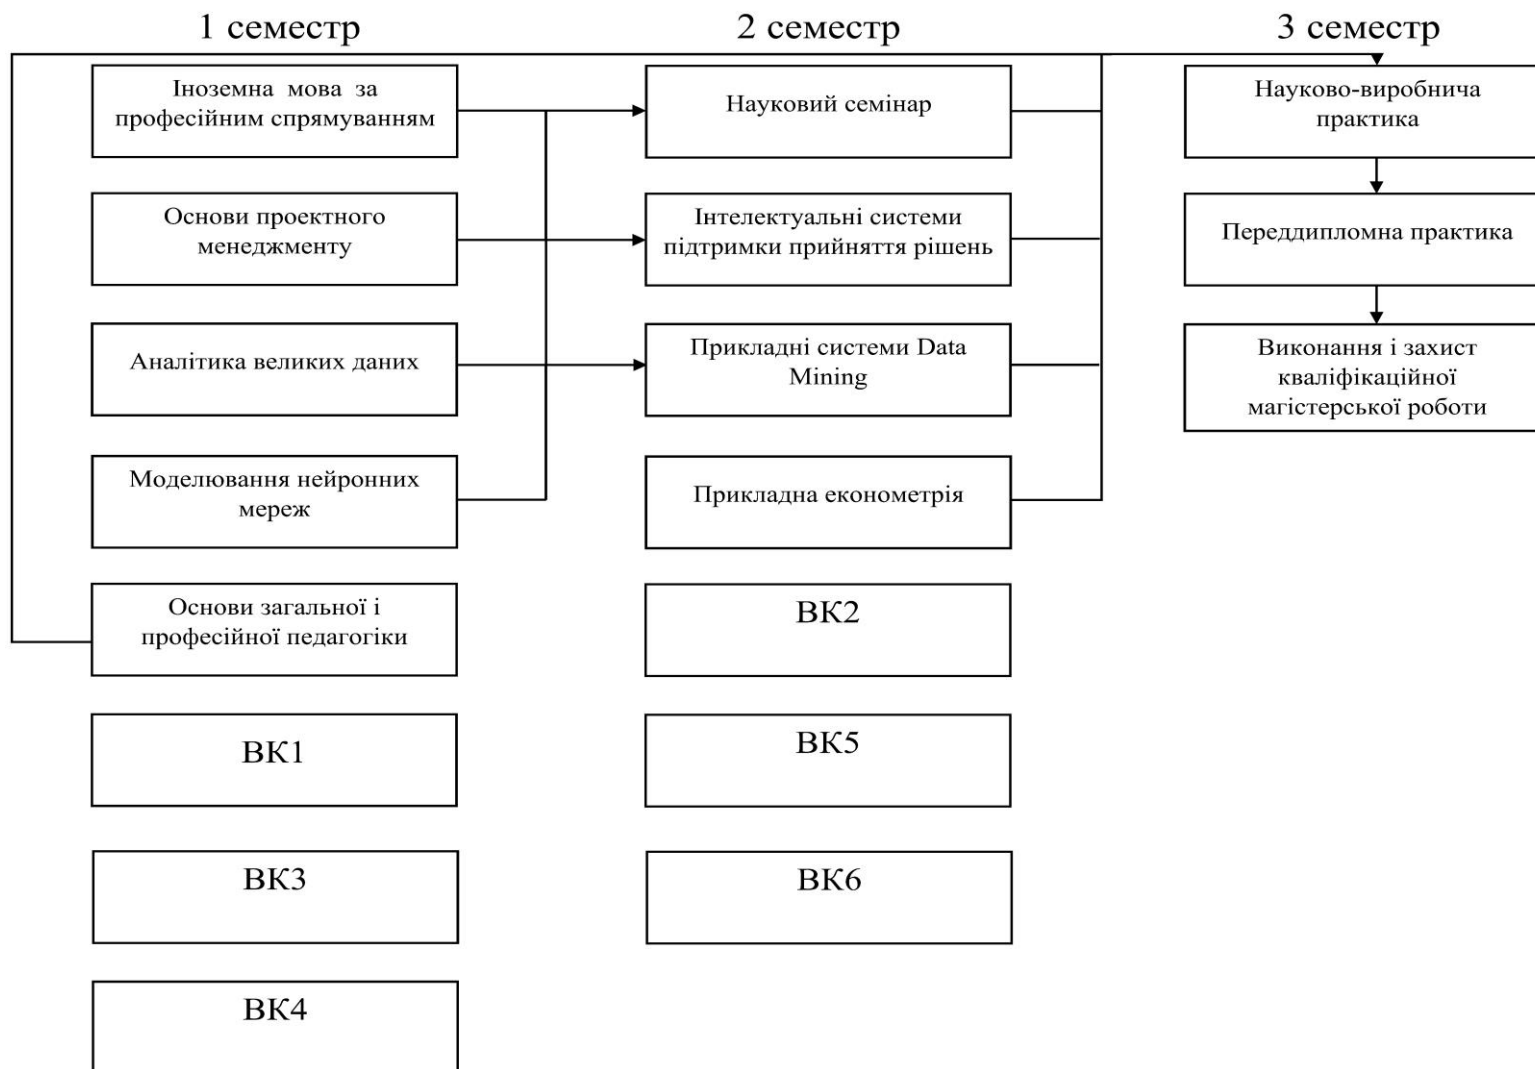 1 семестр
2 семестр
3 семестр
Іноземна мова за
професійним спрямуванням
Основи проектного
менеджменту
Аналітика великих даних
Моделювання нейронних
мереж
Основи загальної і
професійної педагогіки
ВК1
ВК3
ВК4
Науковий семінар
Інтелектуальні системи
підтримки прийняття рішень
Прикладні системи Data
Mining
Прикладна економетрія
ВК2
ВК5
ВК6
Науково-виробнича
практика
Переддипломна практика
Виконання і захист
кваліфікаційної
магістерської роботи